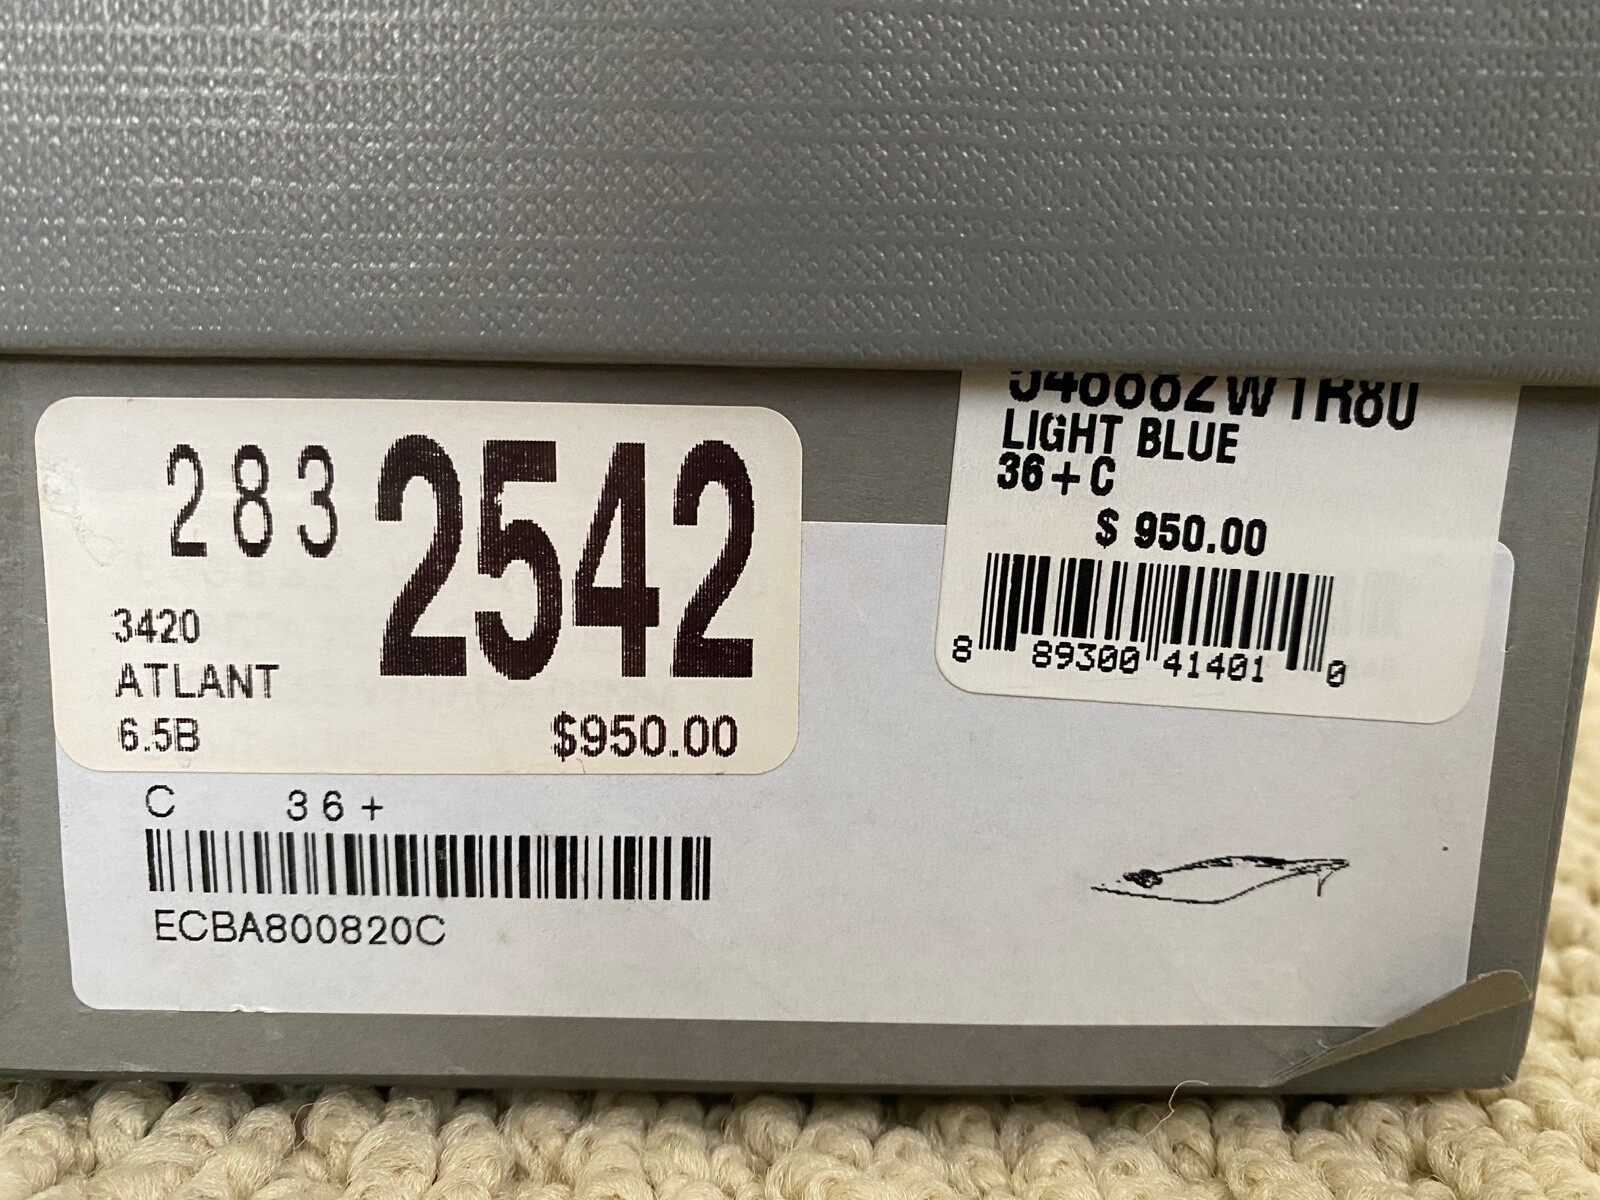 283 2542
3420
ATLANT
6.5B $950.00
C 36+
ECBA800820C
LIGHT BLUE
36+C
$ 950.00
8 89300 41401 0